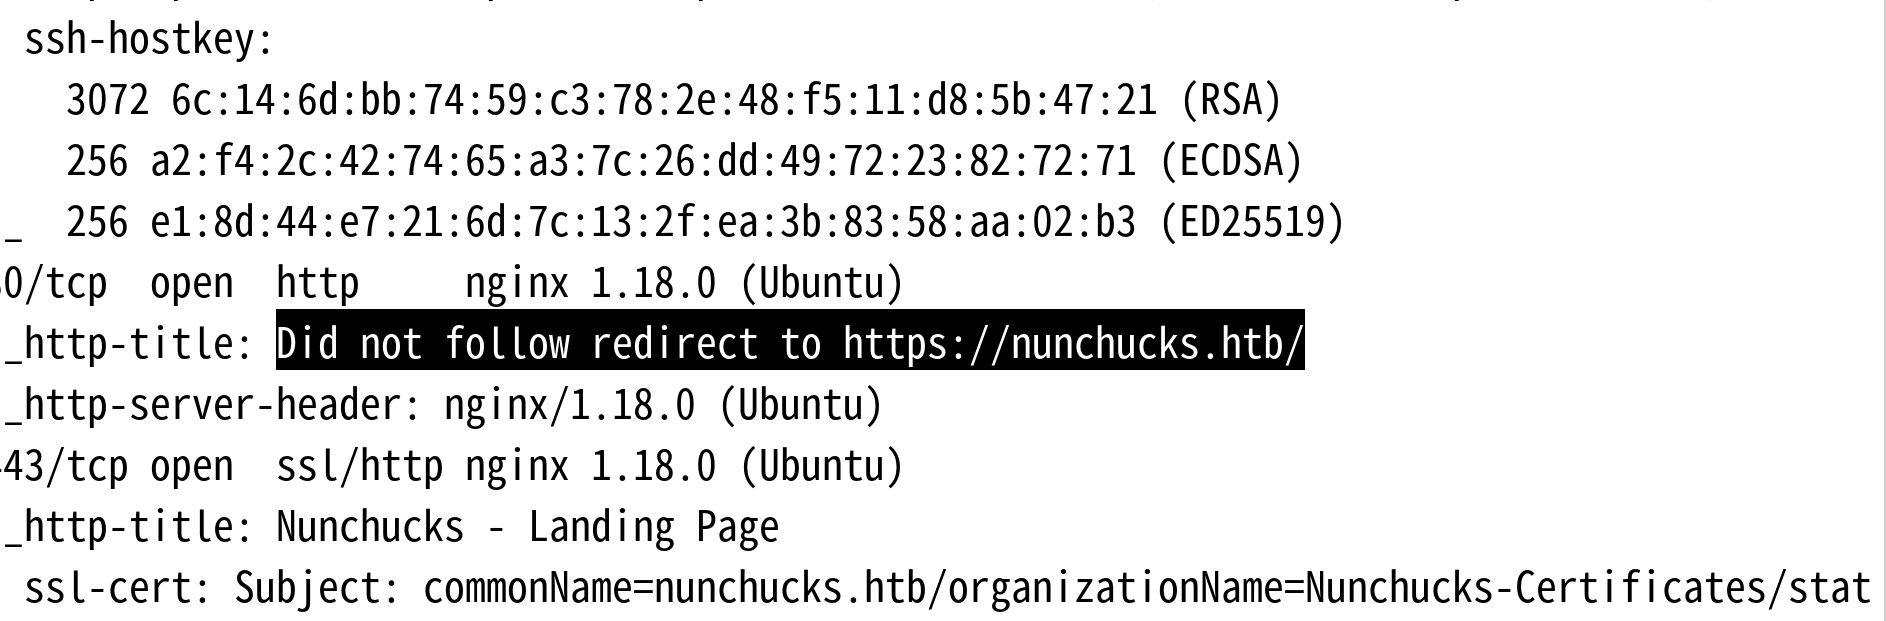 ssh-hostkey:
3072 6c:14:6d:bb:74:59:c3:78:2e:48:f5:11:d8:5b:47:21 (RSA)
256 a2:f4:2c:42:74:65:a3:7c:26:dd:49:72:23:82:72:71 (ECDSA)
_ 256 e1:8d:44:e7:21:6d:7c:13:2f:ea:3b:83:58:aa:02:b3 (ED25519)
0/tcp open http nginx 1.18.0 (Ubuntu)
_http-title: Did not follow redirect to https://nunchucks.htb/
_http-server-header: nginx/1.18.0 (Ubuntu)
43/tcp open ssl/http nginx 1.18.0 (Ubuntu)
_http-title: Nunchucks - Landing Page
ssl-cert: Subject: commonName=nunchucks.htb/organizationName=Nunchucks-Certificates/stat